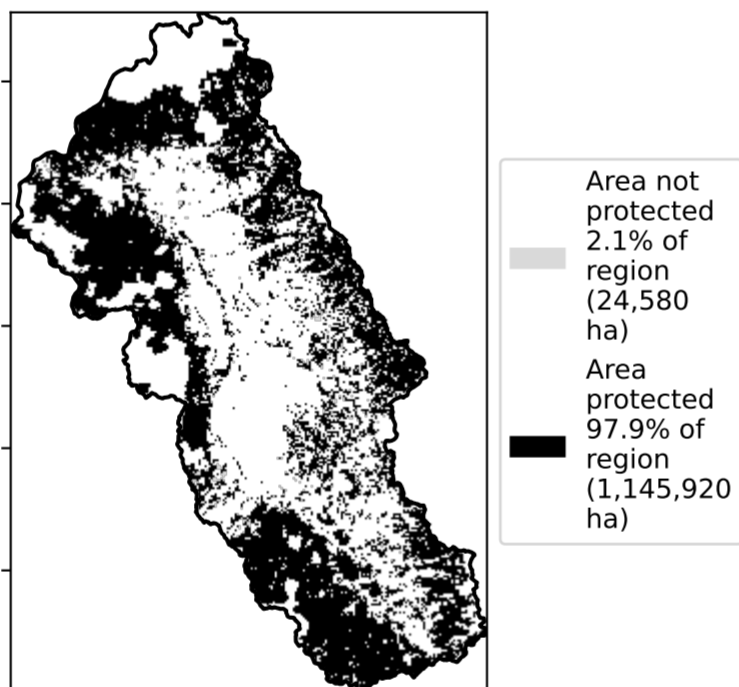 Area not
protected
2.1% of
region
(24,580
ha)
Area
protected
97.9% of
region
(1,145,920
ha)